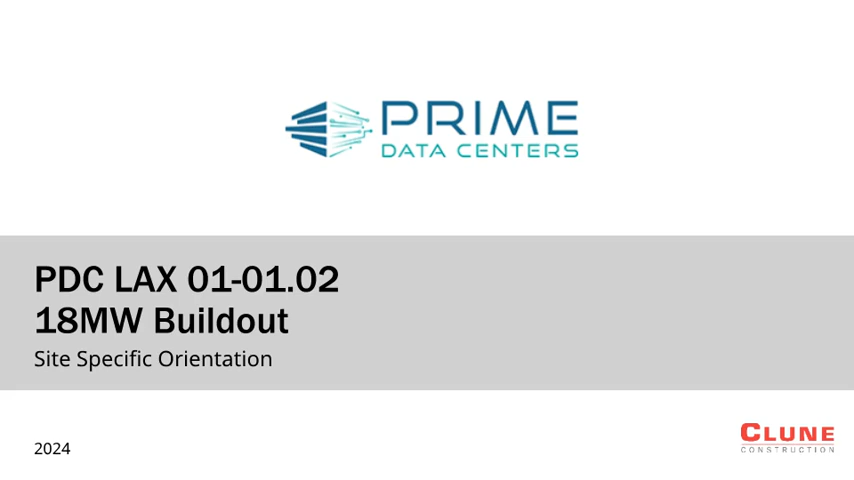 PRIME
DATA CENTERS
PDC LAX 01-01.02
18MW Buildout
Site Specific Orientation
2024
CLUNE
CONSTRUCTION